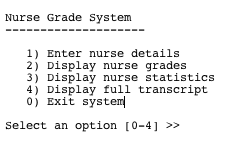 Nurse Grade System
--------------------
1) Enter nurse details
2) Display nurse grades
3) Display nurse statistics
4) Display full transcript
0) Exit system
Select an option [0-4] >>